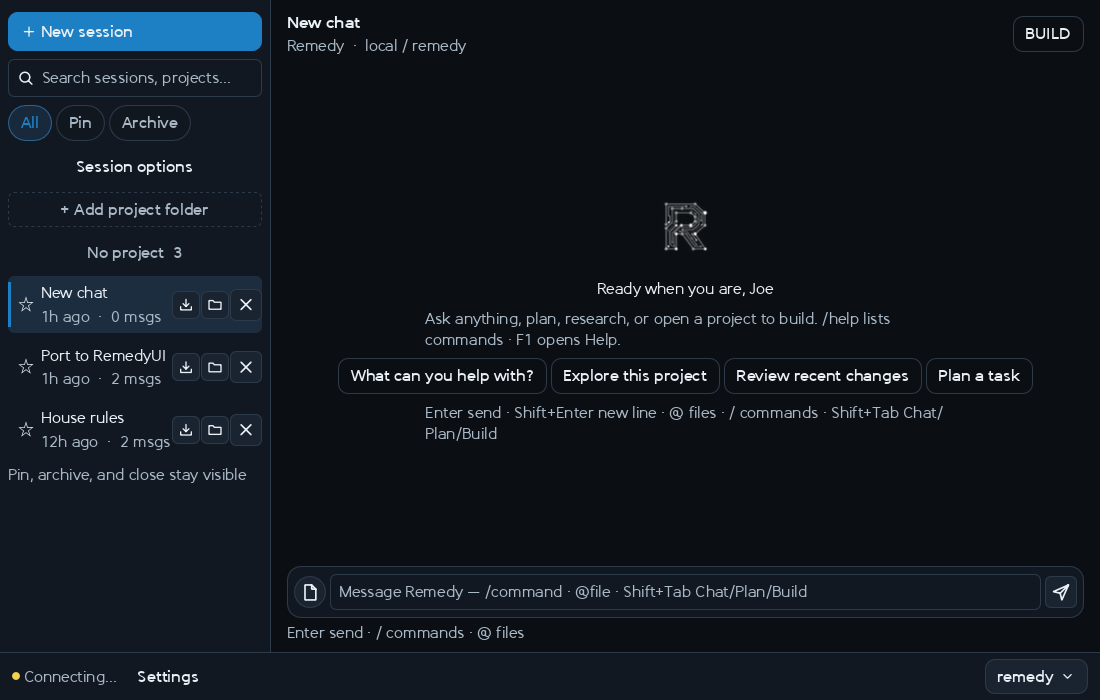 + New session
Search sessions, projects...
All Pin Archive
Session options
+ Add project folder
No project 3
New chat
1h ago · 0 msgs
Port to RemedyUI
1h ago · 2 msgs
House rules
12h ago · 2 msgs
Pin, archive, and close stay visible
New chat
Remedy · local / remedy
BUILD
R
Ready when you are, Joe
Ask anything, plan, research, or open a project to build. /help lists
commands · F1 opens Help.
What can you help with? Explore this project Review recent changes Plan a task
Enter send · Shift+Enter new line · @ files · / commands · Shift+Tab Chat/
Plan/Build
Message Remedy — /command · @file · Shift+Tab Chat/Plan/Build
Enter send · / commands · @ files
Connecting... Settings
remedy